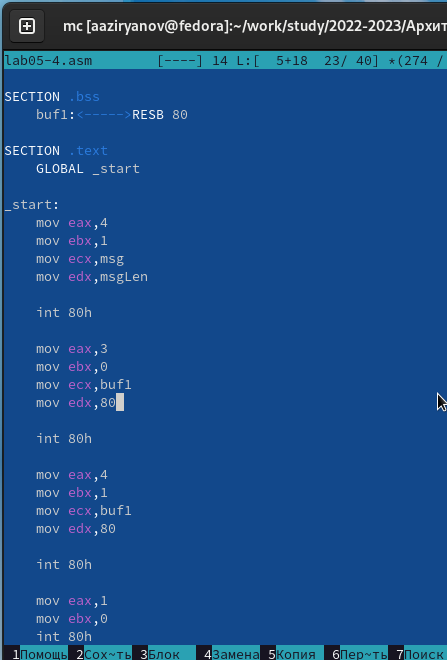 mc [aaziryanov@fedora]:~/work/study/2022-2023/Архит
lab05-4.asm [----] 14 L:[ 5+18 23/ 40] *(274 /
SECTION .bss
buf1:<----->RESB 80
SECTION .text
GLOBAL _start
_start:
mov eax,4
mov ebx,1
mov ecx,msg
mov edx,msgLen
int 80h
mov eax,3
mov ebx,0
mov ecx,buf1
mov edx,80
int 80h
mov eax,4
mov ebx,1
mov ecx,buf1
mov edx,80
int 80h
mov eax,1
mov ebx,0
int 80h
1Помощь 2Сох~ть 3Блок 4Замена 5Копия 6Пер~ть 7Поиск